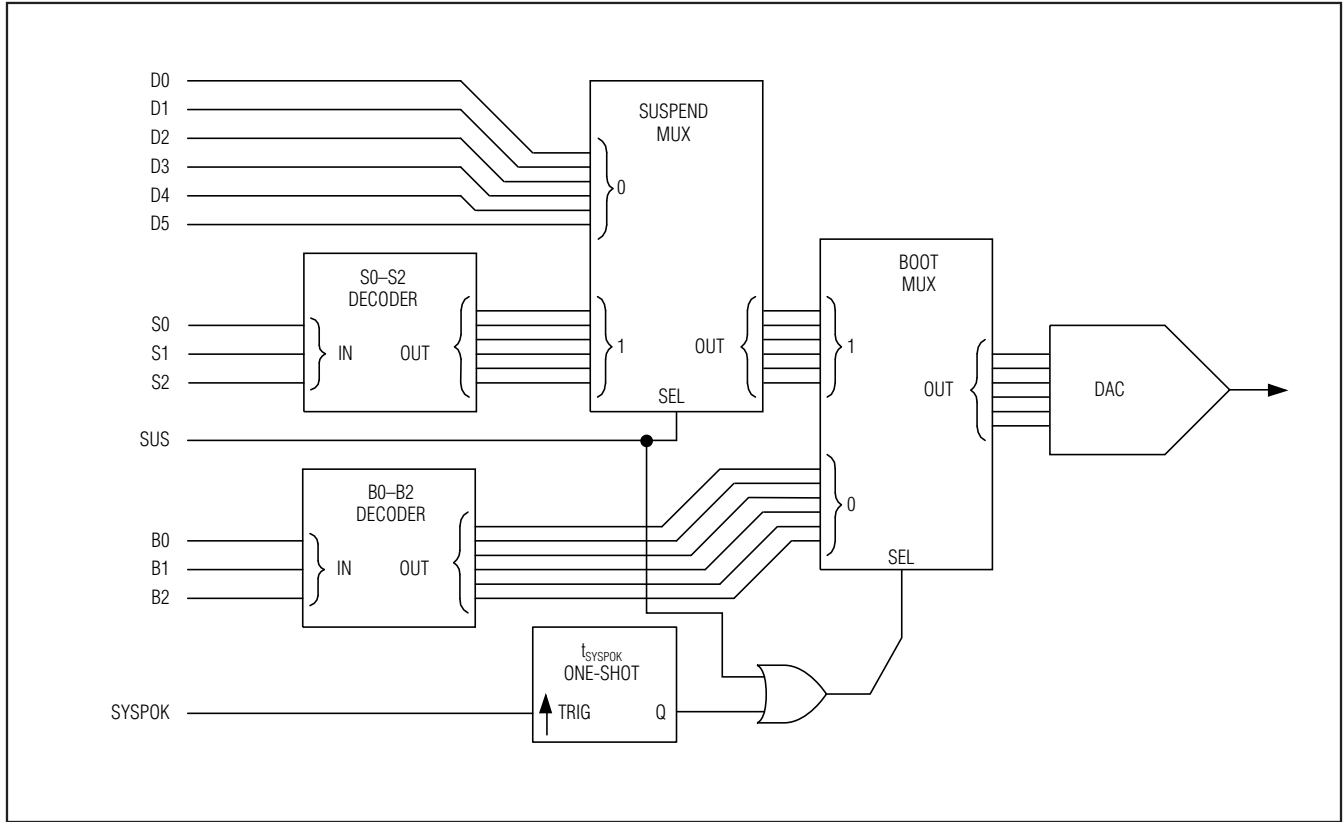 D0
D1
D2
D3
D4
D5
SUSPEND
MUX
0
S0–S2
DECODER
S0
S1
S2
IN
OUT
1
OUT
SEL
SUS
BOOT
MUX
1
OUT
0
SEL
DAC
B0–B2
DECODER
B0
B1
B2
IN
OUT
tSYSPOK
ONE-SHOT
SYSPOK
TRIG
Q